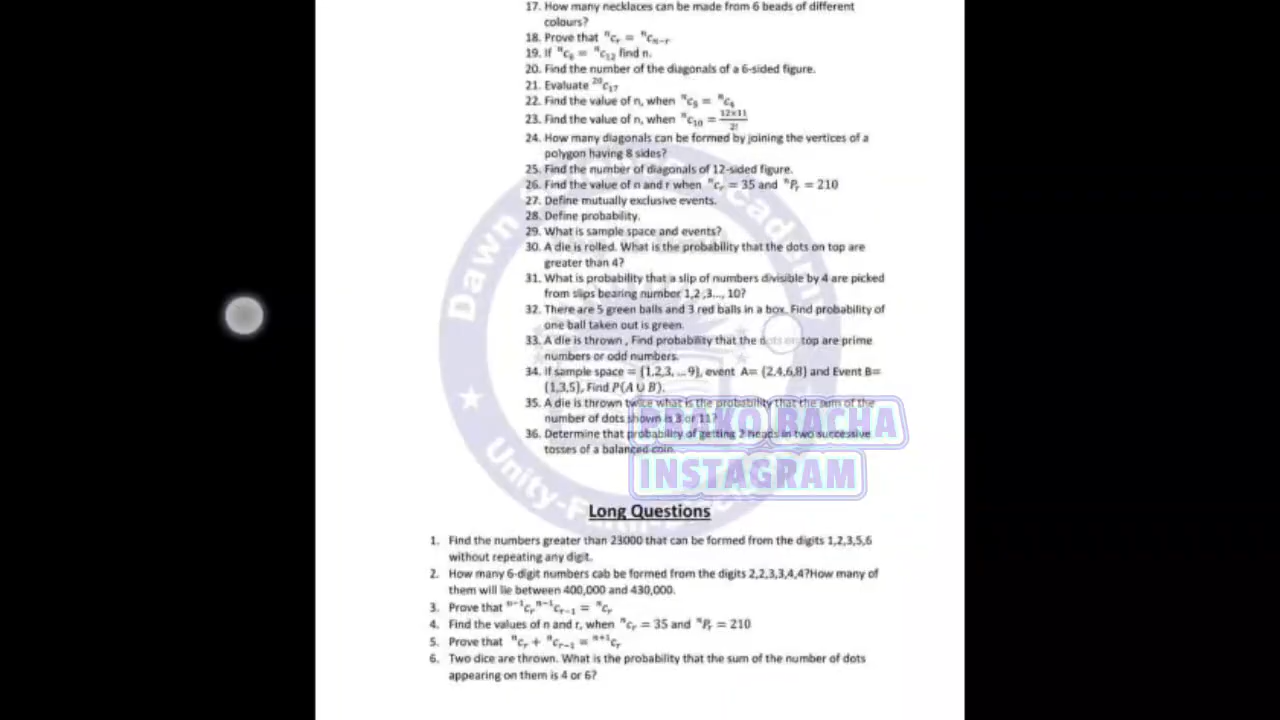 17. How many necklaces can be made from 6 beads of different
colours?
18. Prove that ⁿcᵣ = ⁿcₙ₋ᵣ
19. If ⁿc₈ = ⁿc₁₂ find n.
20. Find the number of the diagonals of a 6-sided figure.
21. Evaluate ²⁰c₁₇
22. Find the value of n, when ⁿc₅ = ⁿc₄
23. Find the value of n, when ⁿc₁₀ = 12×11/2!
24. How many diagonals can be formed by joining the vertices of a
polygon having 8 sides?
25. Find the number of diagonals of 12-sided figure.
26. Find the value of n and r when ⁿcᵣ = 35 and ⁿPᵣ = 210
27. Define mutually exclusive events.
28. Define probability.
29. What is sample space and events?
30. A die is rolled. What is the probability that the dots on top are
greater than 4?
31. What is probability that a slip of numbers divisible by 4 are picked
from slips bearing number 1,2 ,3..., 10?
32. There are 5 green balls and 3 red balls in a box. Find probability of
one ball taken out is green.
33. A die is thrown , Find probability that the dots on top are prime
numbers or odd numbers.
34. If sample space = {1,2,3, ... 9}, event A= {2,4,6,8} and Event B=
{1,3,5}, Find P(A ∪ B).
35. A die is thrown twice what is the probability that the sum of the
number of dots shown is 3 or 11?
36. Determine that probability of getting 2 heads in two successive
tosses of a balanced coin.
BACHA
INSTAGRAM
Dawn
Unity-
Long Questions
1. Find the numbers greater than 23000 that can be formed from the digits 1,2,3,5,6
without repeating any digit.
2. How many 6-digit numbers cab be formed from the digits 2,2,3,3,4,4?How many of
them will lie between 400,000 and 430,000.
3. Prove that ⁿ⁻¹cᵣⁿ⁻¹cᵣ₋₁ = ⁿcᵣ
4. Find the values of n and r, when ⁿcᵣ = 35 and ⁿPᵣ = 210
5. Prove that ⁿcᵣ + ⁿcᵣ₋₁ = ⁿ⁺¹cᵣ
6. Two dice are thrown. What is the probability that the sum of the number of dots
appearing on them is 4 or 6?